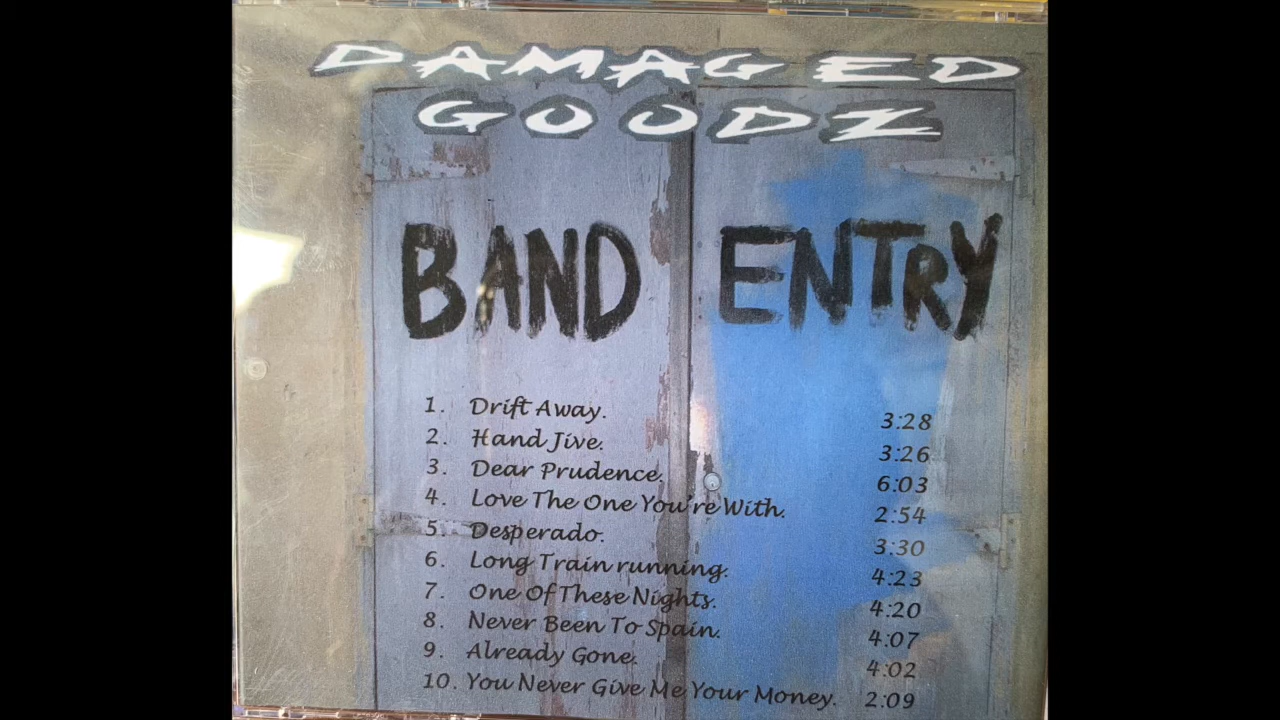 DAMAGED
GOODZ
BAND ENTRY
1. Drift Away. 3:28
2. Hand Jive. 3:26
3. Dear Prudence. 6:03
4. Love The One You're With. 2:54
5. Desperado. 3:30
6. Long Train running. 4:23
7. One Of These Nights. 4:20
8. Never Been To Spain. 4:07
9. Already Gone. 4:02
10. You Never Give Me Your Money. 2:09